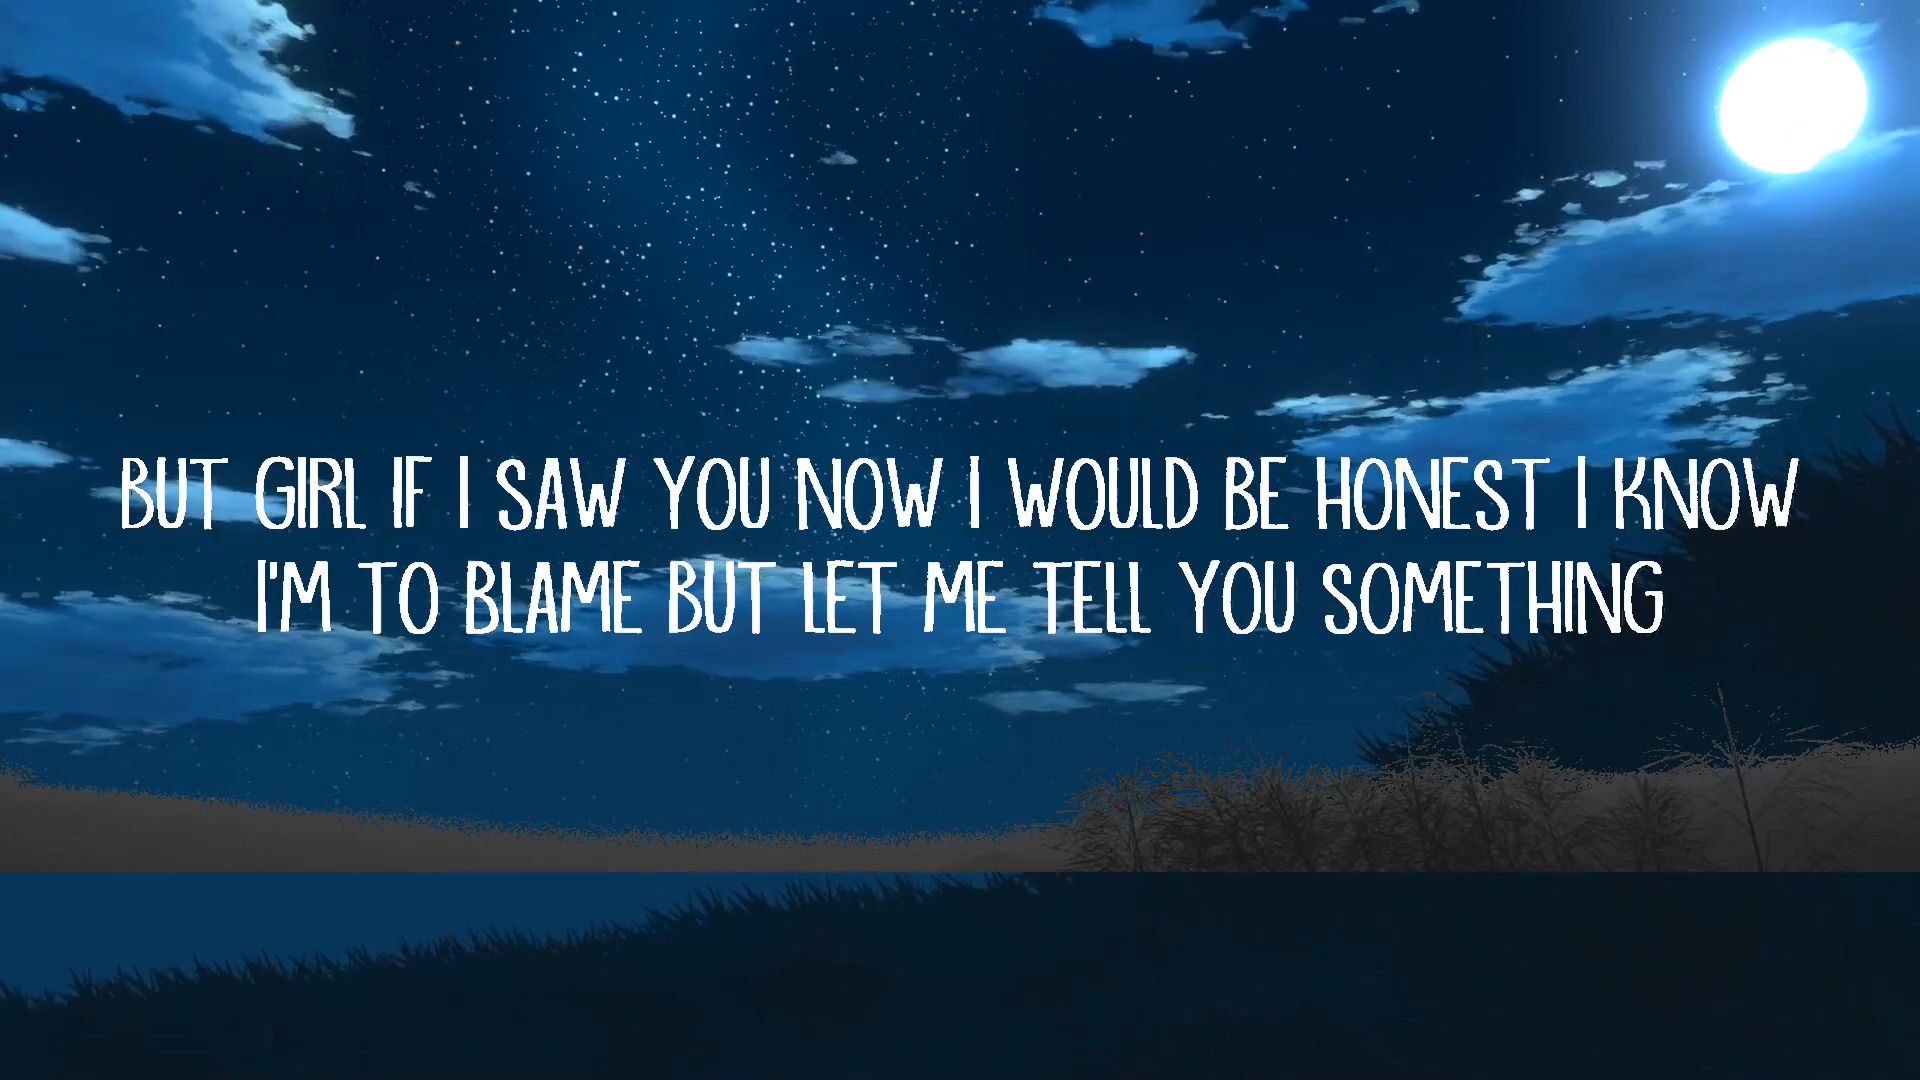 BUT GIRL IF I SAW YOU NOW I WOULD BE HONEST I KNOW
I'M TO BLAME BUT LET ME TELL YOU SOMETHING